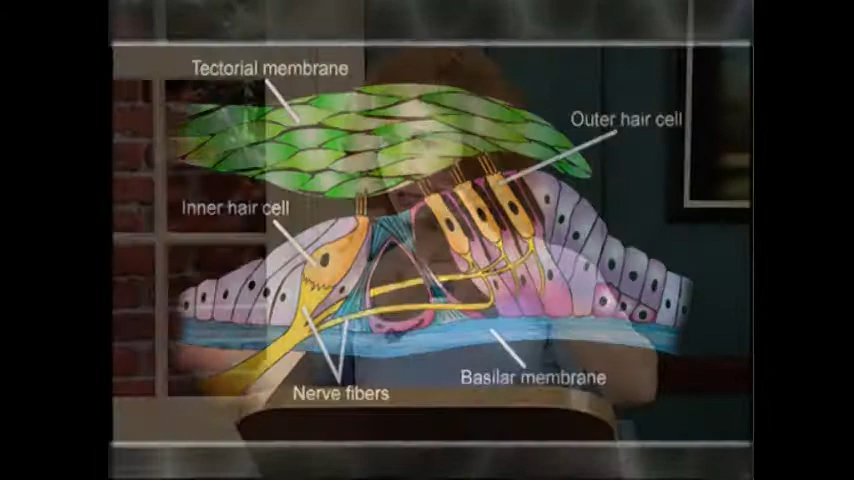 Tectorial membrane
Outer hair cell
Inner hair cell
Basilar membrane
Nerve fibers